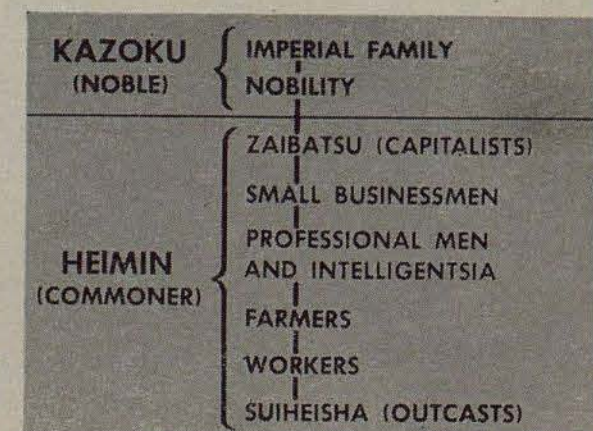 KAZOKU
(NOBLE)
IMPERIAL FAMILY
NOBILITY
HEIMIN
(COMMONER)
ZAIBATSU (CAPITALISTS)
SMALL BUSINESSMEN
PROFESSIONAL MEN
AND INTELLIGENTSIA
FARMERS
WORKERS
SUIHEISHA (OUTCASTS)